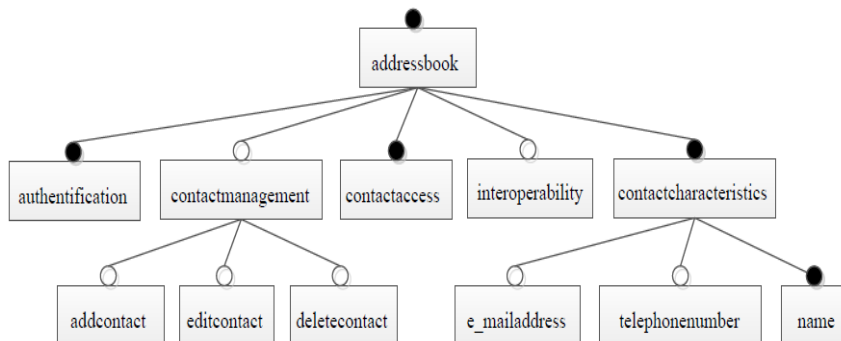 addressbook
authentification
contactmanagement
contactaccess
interoperability
contactcharacteristics
addcontact
editcontact
deletecontact
e_mailaddress
telephonenumber
name